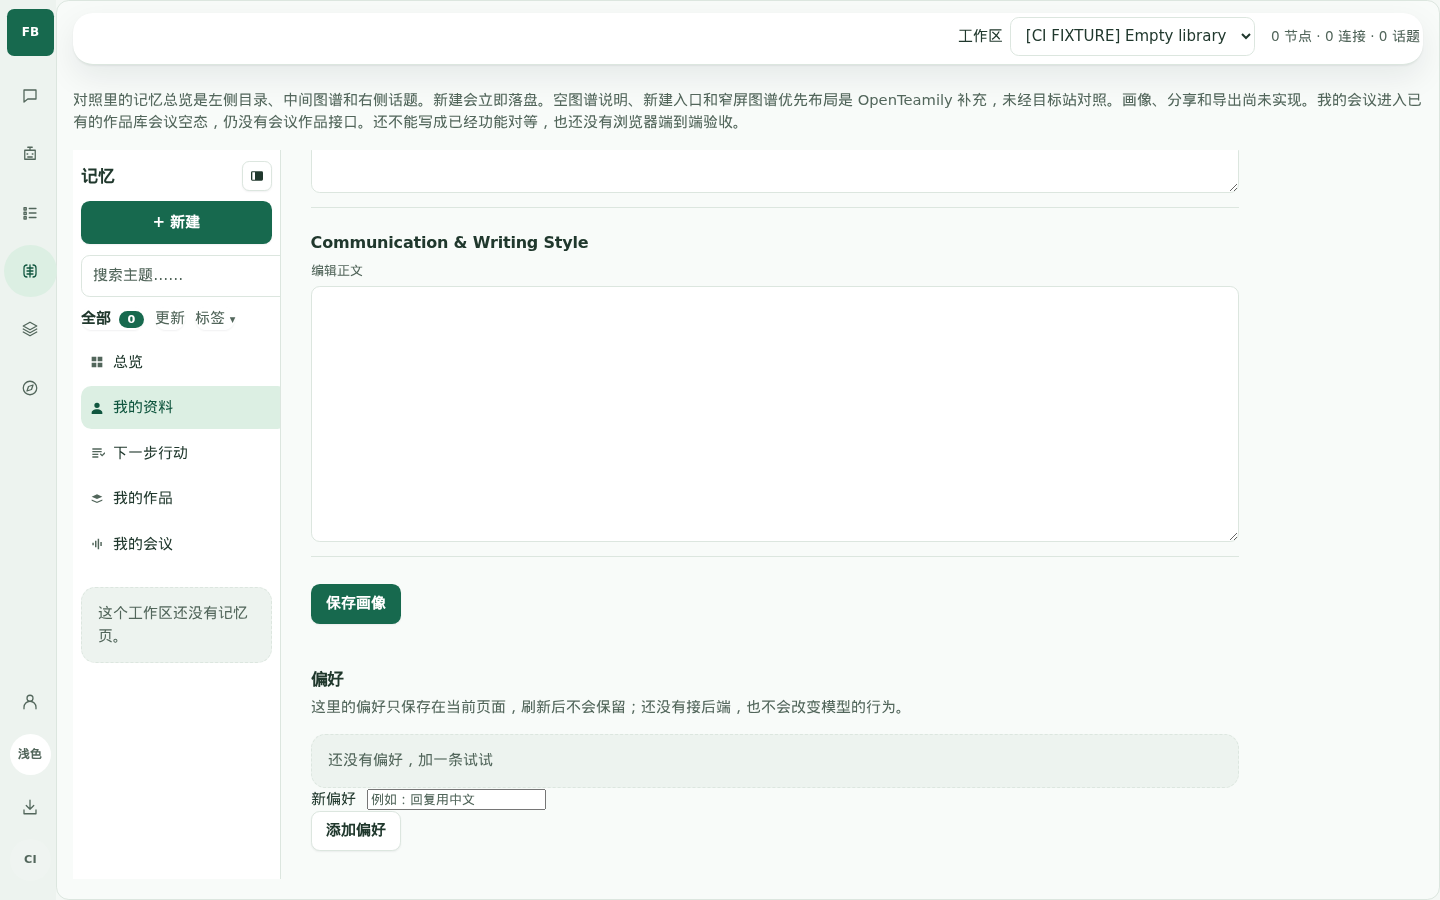 FB
工作区
[CI FIXTURE] Empty library
0 节点 · 0 连接 · 0 话题
对照里的记忆总览是左侧目录、中间图谱和右侧话题。新建会立即落盘。空图谱说明、新建入口和窄屏图谱优先布局是 OpenTeamily 补充，未经目标站对照。画像、分享和导出尚未实现。我的会议进入已
有的作品库会议空态，仍没有会议作品接口。还不能写成已经功能对等，也还没有浏览器端到端验收。
记忆
+ 新建
搜索主题......
全部 0 更新 标签 ▾
总览
我的资料
下一步行动
我的作品
我的会议
这个工作区还没有记忆
页。
浅色
CI
Communication & Writing Style
编辑正文
保存画像
偏好
这里的偏好只保存在当前页面，刷新后不会保留；还没有接后端，也不会改变模型的行为。
还没有偏好，加一条试试
新偏好 例如：回复用中文
添加偏好